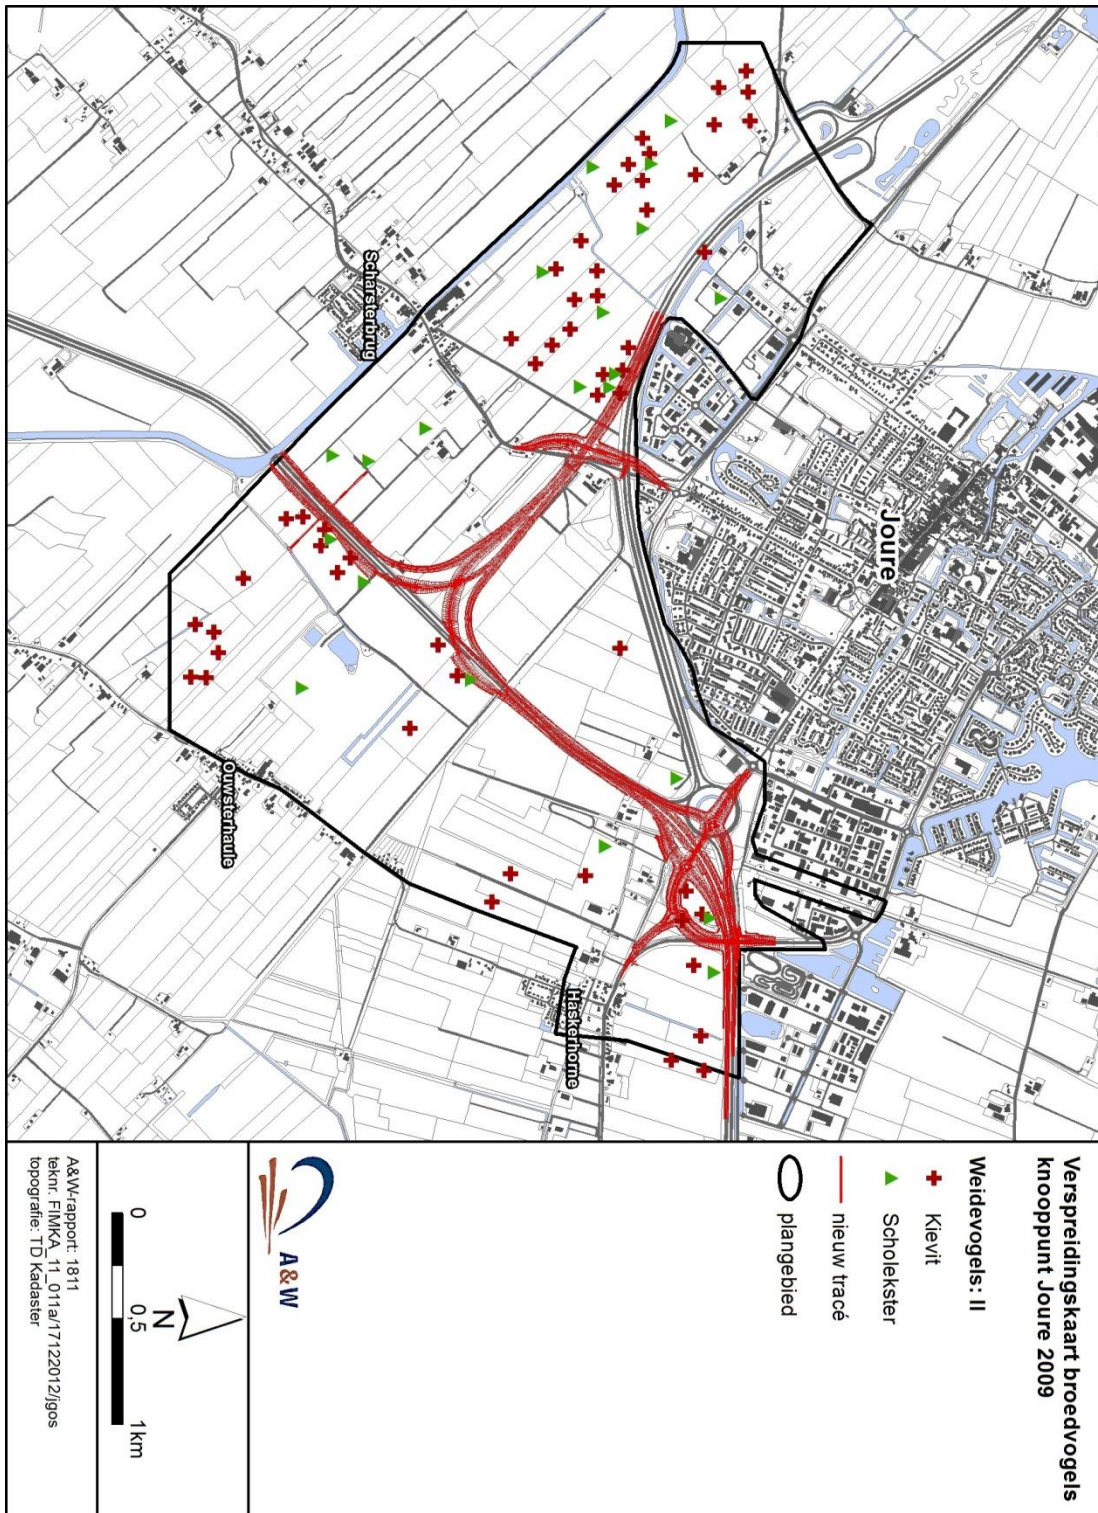 Verspreidingskaart broedvogels
knooppunt Joure 2009
Weidevogels: II
Kievit
Scholekster
nieuw tracé
plangebied
A&W
N
0
0,5
1km
A&W-rapport: 1811
teknr. FIMKA_11_011a/17122012/jgos
topografie: TD Kadaster
Joure
Scharsterbrug
Ouwsterhaule
Haskerhorne